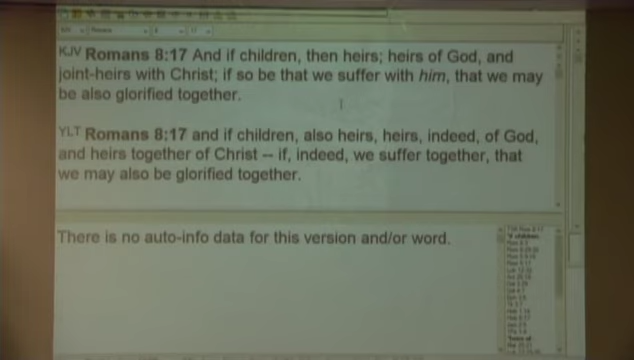 KJV Romans 8:17 And if children, then heirs; heirs of God, and
joint-heirs with Christ; if so be that we suffer with him, that we may
be also glorified together.
YLT Romans 8:17 and if children, also heirs, heirs, indeed, of God,
and heirs together of Christ -- if, indeed, we suffer together, that
we may also be glorified together.
There is no auto-info data for this version and/or word.